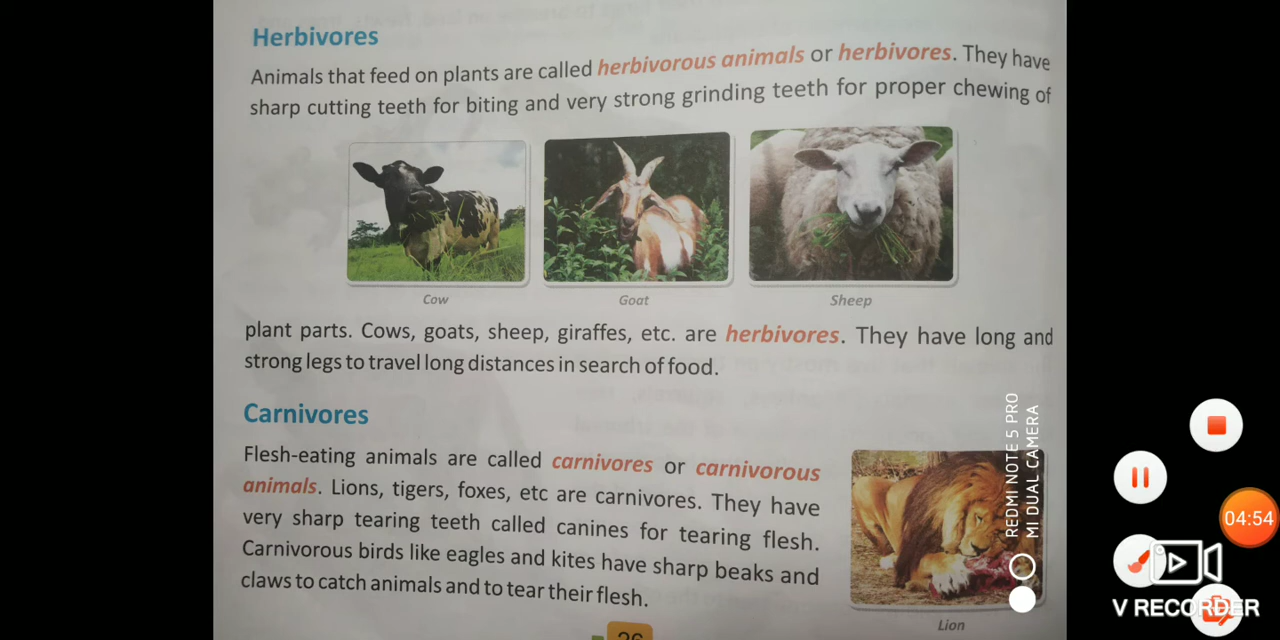 Herbivores
Animals that feed on plants are called herbivorous animals or herbivores. They have
sharp cutting teeth for biting and very strong grinding teeth for proper chewing of
Cow
Goat
Sheep
plant parts. Cows, goats, sheep, giraffes, etc. are herbivores. They have long and
strong legs to travel long distances in search of food.
Carnivores
Flesh-eating animals are called carnivores or carnivorous
animals. Lions, tigers, foxes, etc are carnivores. They have
very sharp tearing teeth called canines for tearing flesh.
Carnivorous birds like eagles and kites have sharp beaks and
claws to catch animals and to tear their flesh.
Lion
REDMI NOTE 5 PRO
MI DUAL CAMERA
04:54
V RECORDER